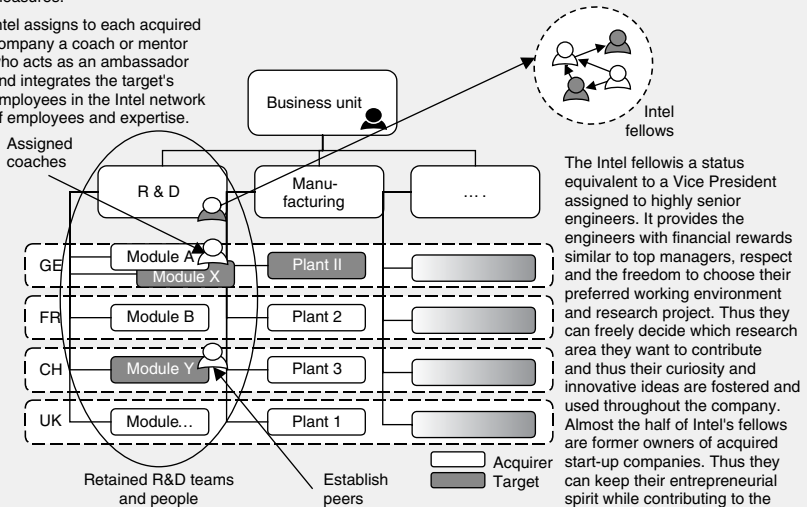 measures.
Intel assigns to each acquired
company a coach or mentor
who acts as an ambassador
and integrates the target's
employees in the Intel network
of employees and expertise.
Assigned
coaches
Business unit
Intel
fellows
R & D
Manu-
facturing
... .
GE
Module A
Module X
Plant II
FR
Module B
Plant 2
CH
Module Y
Plant 3
UK
Module...
Plant 1
Retained R&D teams
and people
Establish
peers
Acquirer
Target
The Intel fellowis a status
equivalent to a Vice President
assigned to highly senior
engineers. It provides the
engineers with financial rewards
similar to top managers, respect
and the freedom to choose their
preferred working environment
and research project. Thus they
can freely decide which research
area they want to contribute
and thus their curiosity and
innovative ideas are fostered and
used throughout the company.
Almost the half of Intel's fellows
are former owners of acquired
start-up companies. Thus they
can keep their entrepreneurial
spirit while contributing to the